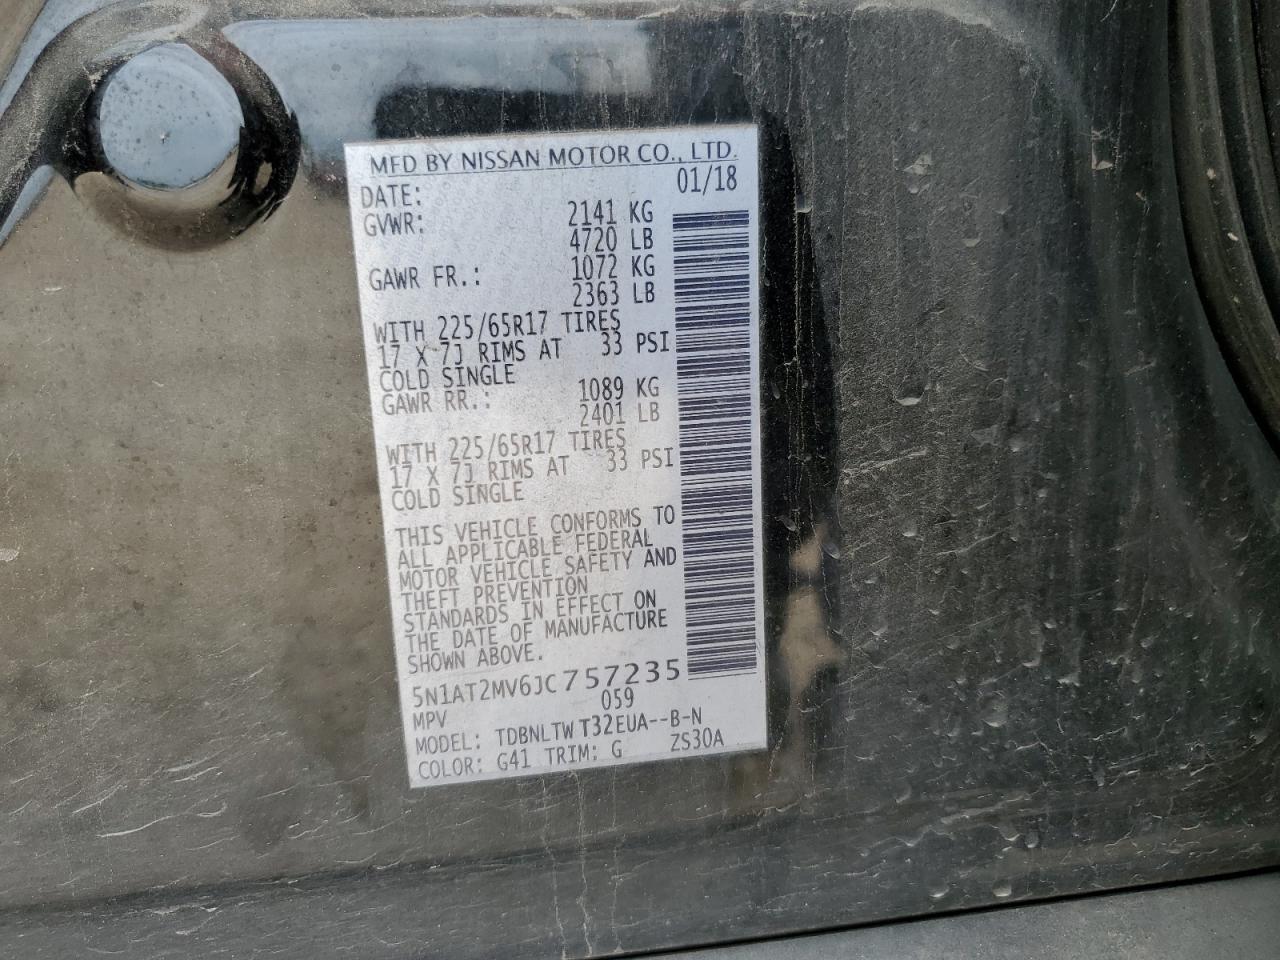 MFD BY NISSAN MOTOR CO., LTD.
DATE: 01/18
GVWR: 2141 KG
4720 LB
GAWR FR.: 1072 KG
2363 LB
WITH 225/65R17 TIRES
17 X 7J RIMS AT 33 PSI
COLD SINGLE
GAWR RR.: 1089 KG
2401 LB
WITH 225/65R17 TIRES
17 X 7J RIMS AT 33 PSI
COLD SINGLE
THIS VEHICLE CONFORMS TO
ALL APPLICABLE FEDERAL
MOTOR VEHICLE SAFETY AND
THEFT PREVENTION
STANDARDS IN EFFECT ON
THE DATE OF MANUFACTURE
SHOWN ABOVE.
5N1AT2MV6JC757235
MPV 059
MODEL: TDBNLTW T32EUA--B-N
COLOR: G41 TRIM: G ZS30A